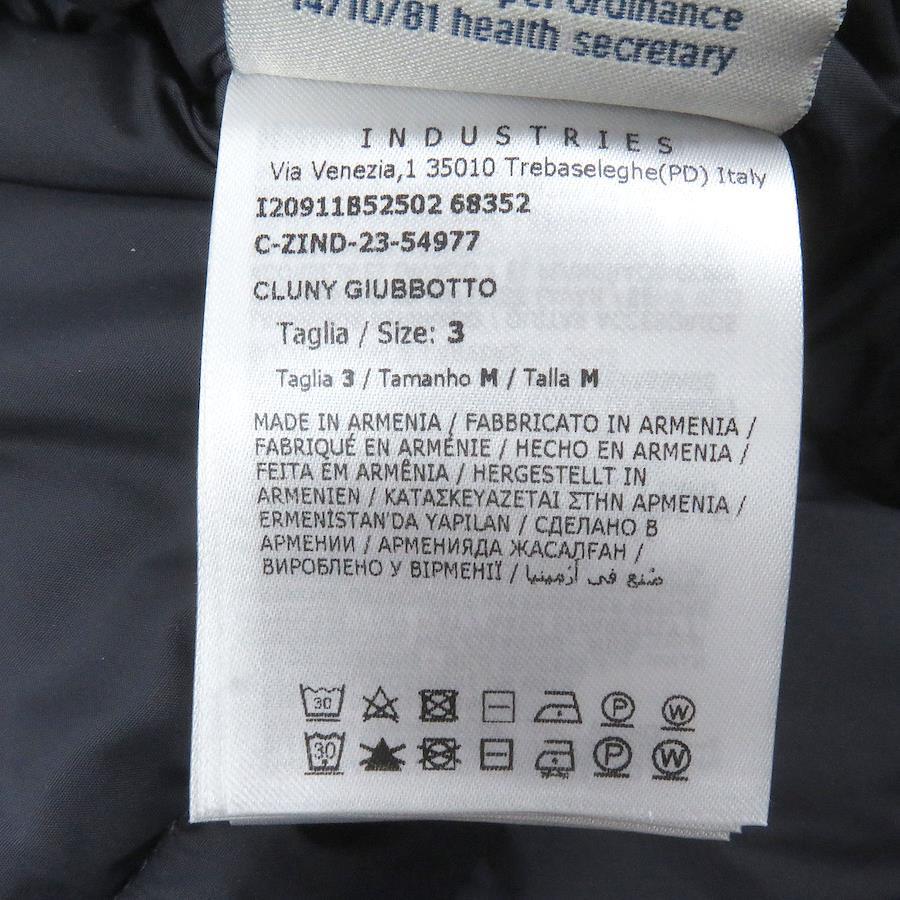 per ordinance
14/10/81 health secretary
INDUSTRIES
Via Venezia,1 35010 Trebaseleghe(PD) Italy
I20911B52502 68352
C-ZIND-23-54977
CLUNY GIUBBOTTO
Taglia / Size: 3
Taglia 3 / Tamanho M / Talla M
MADE IN ARMENIA / FABBRICATO IN ARMENIA /
FABRIQUÉ EN ARMÉNIE / HECHO EN ARMENIA /
FEITA EM ARMÊNIA / HERGESTELLT IN
ARMENIEN / ΚΑΤΑΣΚΕΥΑΖΕΤΑΙ ΣΤΗΝ ΑΡΜΕΝΙΑ /
ERMENİSTAN'DA YAPILAN / СДЕЛАНО В
АРМЕНИИ / АРМЕНИЯДА ЖАСАЛҒАН /
ВИРОБЛЕНО У ВІРМЕНІЇ / صُنع في أرمينيا
30 P W
30 P W